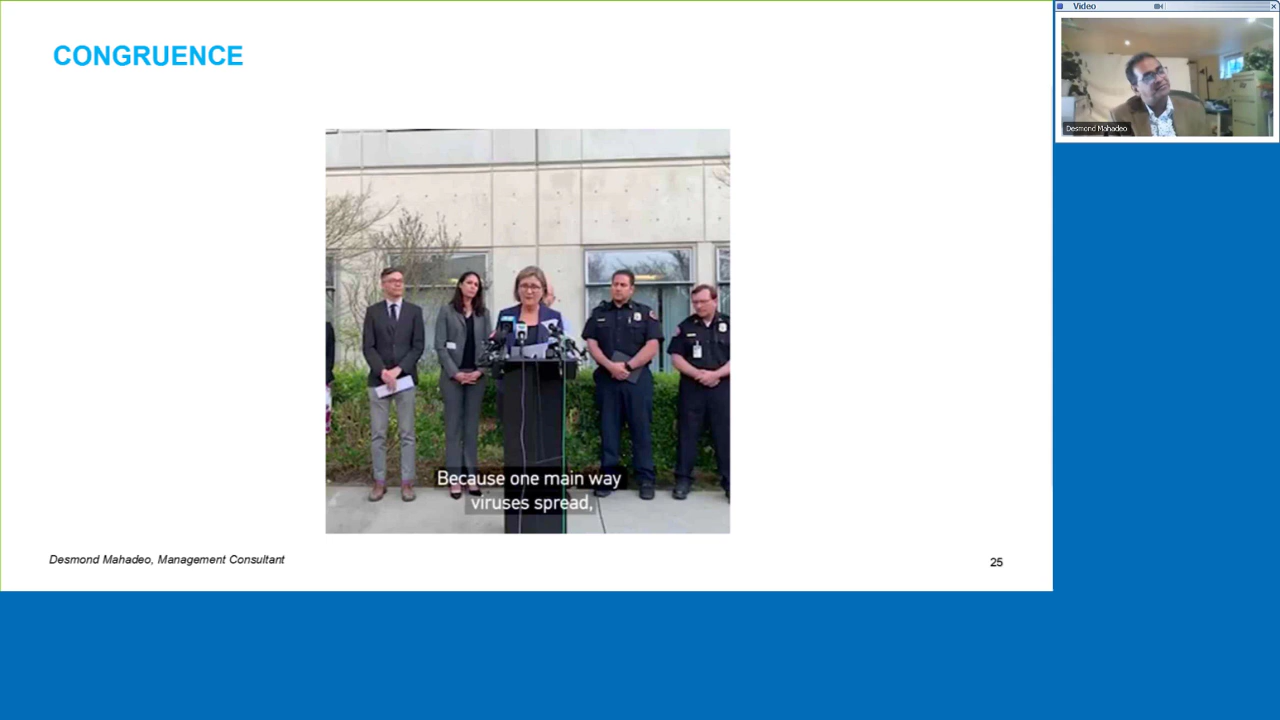 CONGRUENCE
Because one main way
viruses spread,
Desmond Mahadeo, Management Consultant
25
Video
Desmond Mahadeo